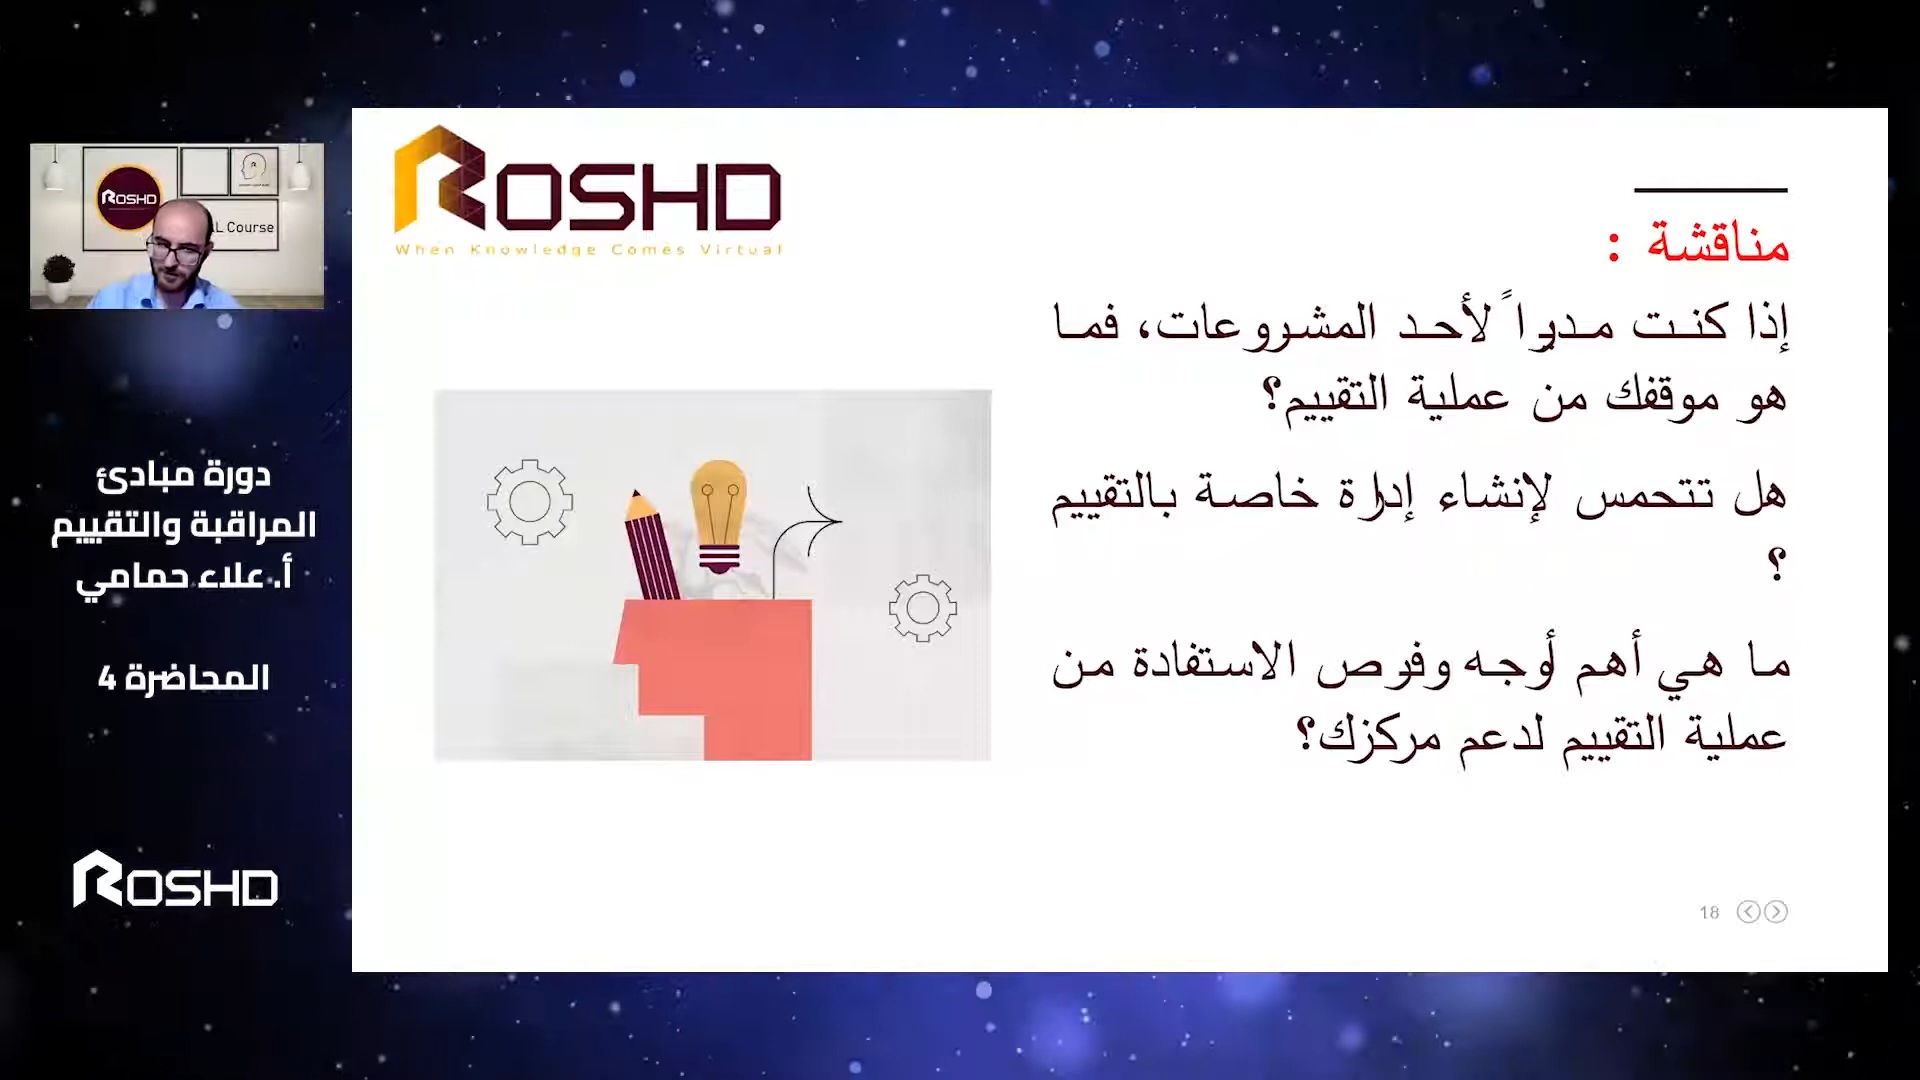 ROSHD
When Knowledge Comes Virtual
مناقشة :
إذا كنت مديراً لأحد المشروعات، فما
هو موقفك من عملية التقييم؟
هل تتحمس لإنشاء إدارة خاصة بالتقييم
؟
ما هي أهم أوجه وفرص الاستفادة من
عملية التقييم لدعم مركزك؟
18
ROSHD
AL Course
دورة مبادئ
المراقبة والتقييم
أ. علاء حمامي
المحاضرة 4
ROSHD